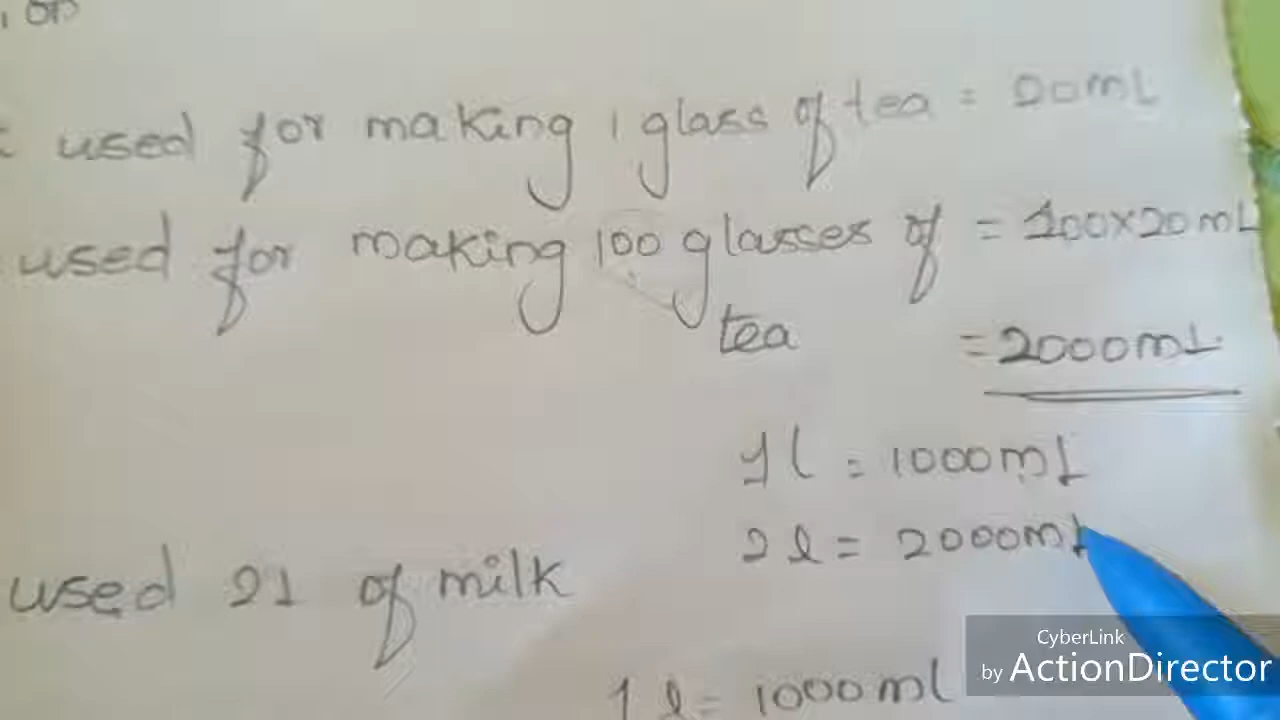 used for making 1 glass of tea = 20mL
used for making 100 glasses of = 100x20mL
tea = 2000mL
1l = 1000mL
2l = 2000mL
used 2l of milk
1l = 1000ml
CyberLink
by ActionDirector